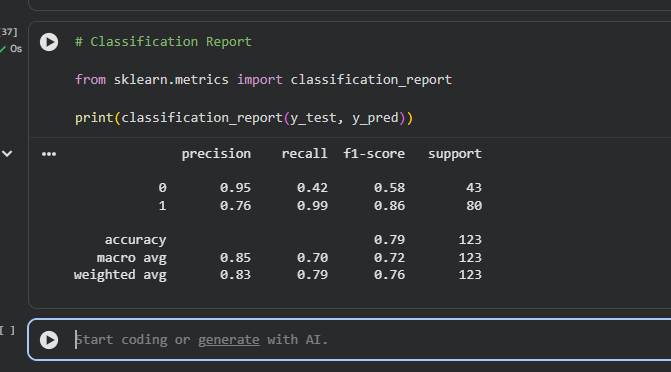 [37]
✓ 0s
# Classification Report
from sklearn.metrics import classification_report
print(classification_report(y_test, y_pred))
precision recall f1-score support
0 0.95 0.42 0.58 43
1 0.76 0.99 0.86 80
accuracy 0.79 123
macro avg 0.85 0.70 0.72 123
weighted avg 0.83 0.79 0.76 123
[ ]
Start coding or generate with AI.